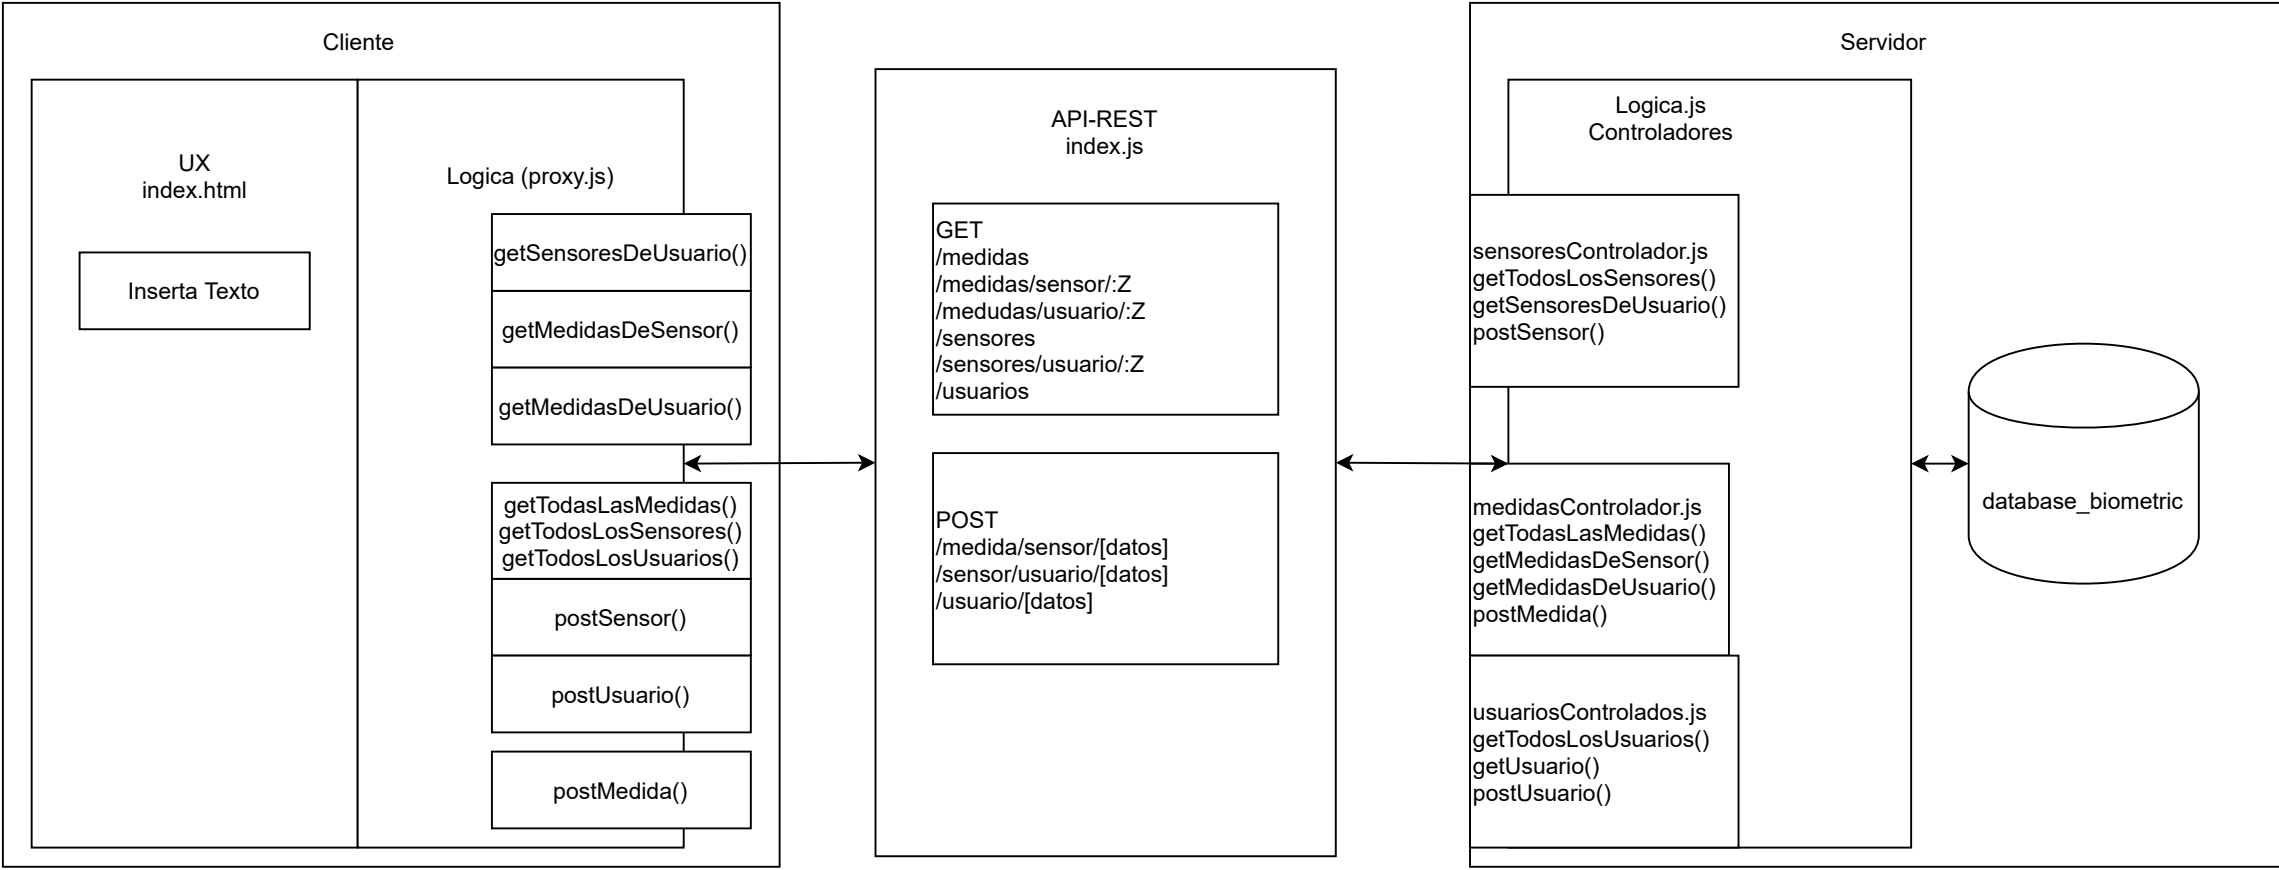 Cliente
UX
index.html
Inserta Texto
Logica (proxy.js)
getSensoresDeUsuario()
getMedidasDeSensor()
getMedidasDeUsuario()
getTodasLasMedidas()
getTodosLosSensores()
getTodosLosUsuarios()
postSensor()
postUsuario()
postMedida()
API-REST
index.js
GET
/medidas
/medidas/sensor/:Z
/medudas/usuario/:Z
/sensores
/sensores/usuario/:Z
/usuarios
POST
/medida/sensor/[datos]
/sensor/usuario/[datos]
/usuario/[datos]
Servidor
Logica.js
Controladores
sensoresControlador.js
getTodosLosSensores()
getSensoresDeUsuario()
postSensor()
medidasControlador.js
getTodasLasMedidas()
getMedidasDeSensor()
getMedidasDeUsuario()
postMedida()
usuariosControlados.js
getTodosLosUsuarios()
getUsuario()
postUsuario()
database_biometric